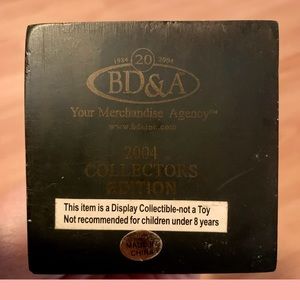 1984 20 2004
BD&A
Your Merchandise Agency™
www.bdainc.com
2004
COLLECTORS
EDITION
This item is a Display Collectible-not a Toy
Not recommended for children under 8 years
MADE IN
CHINA